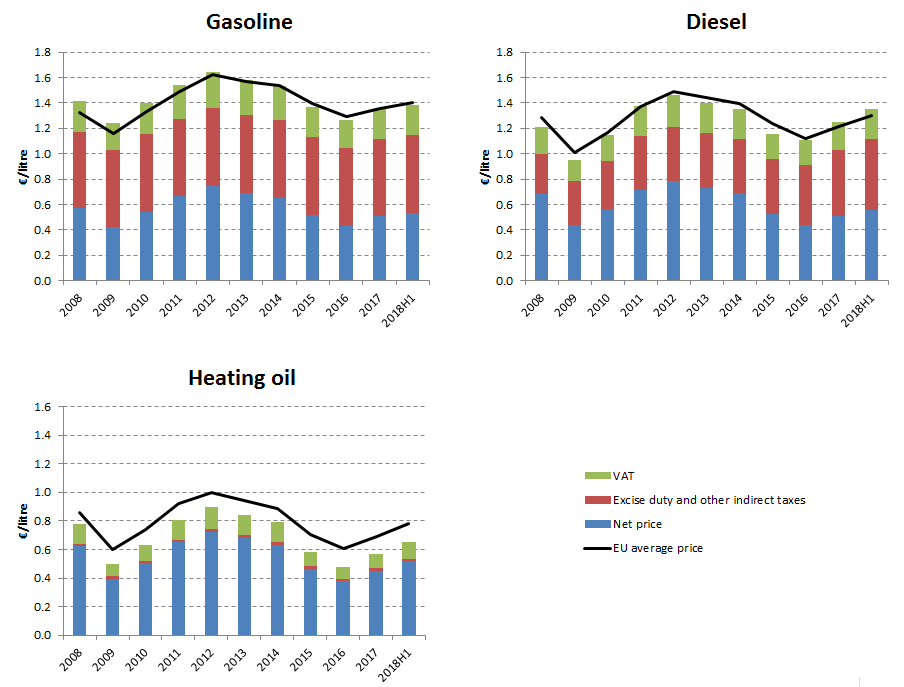 Gasoline
€/litre
1.8
1.6
1.4
1.2
1.0
0.8
0.6
0.4
0.2
0.0
2008 2009 2010 2011 2012 2013 2014 2015 2016 2017 2018H1
Diesel
€/litre
1.8
1.6
1.4
1.2
1.0
0.8
0.6
0.4
0.2
0.0
2008 2009 2010 2011 2012 2013 2014 2015 2016 2017 2018H1
Heating oil
€/litre
1.6
1.4
1.2
1.0
0.8
0.6
0.4
0.2
0.0
2008 2009 2010 2011 2012 2013 2014 2015 2016 2017 2018H1
VAT
Excise duty and other indirect taxes
Net price
EU average price